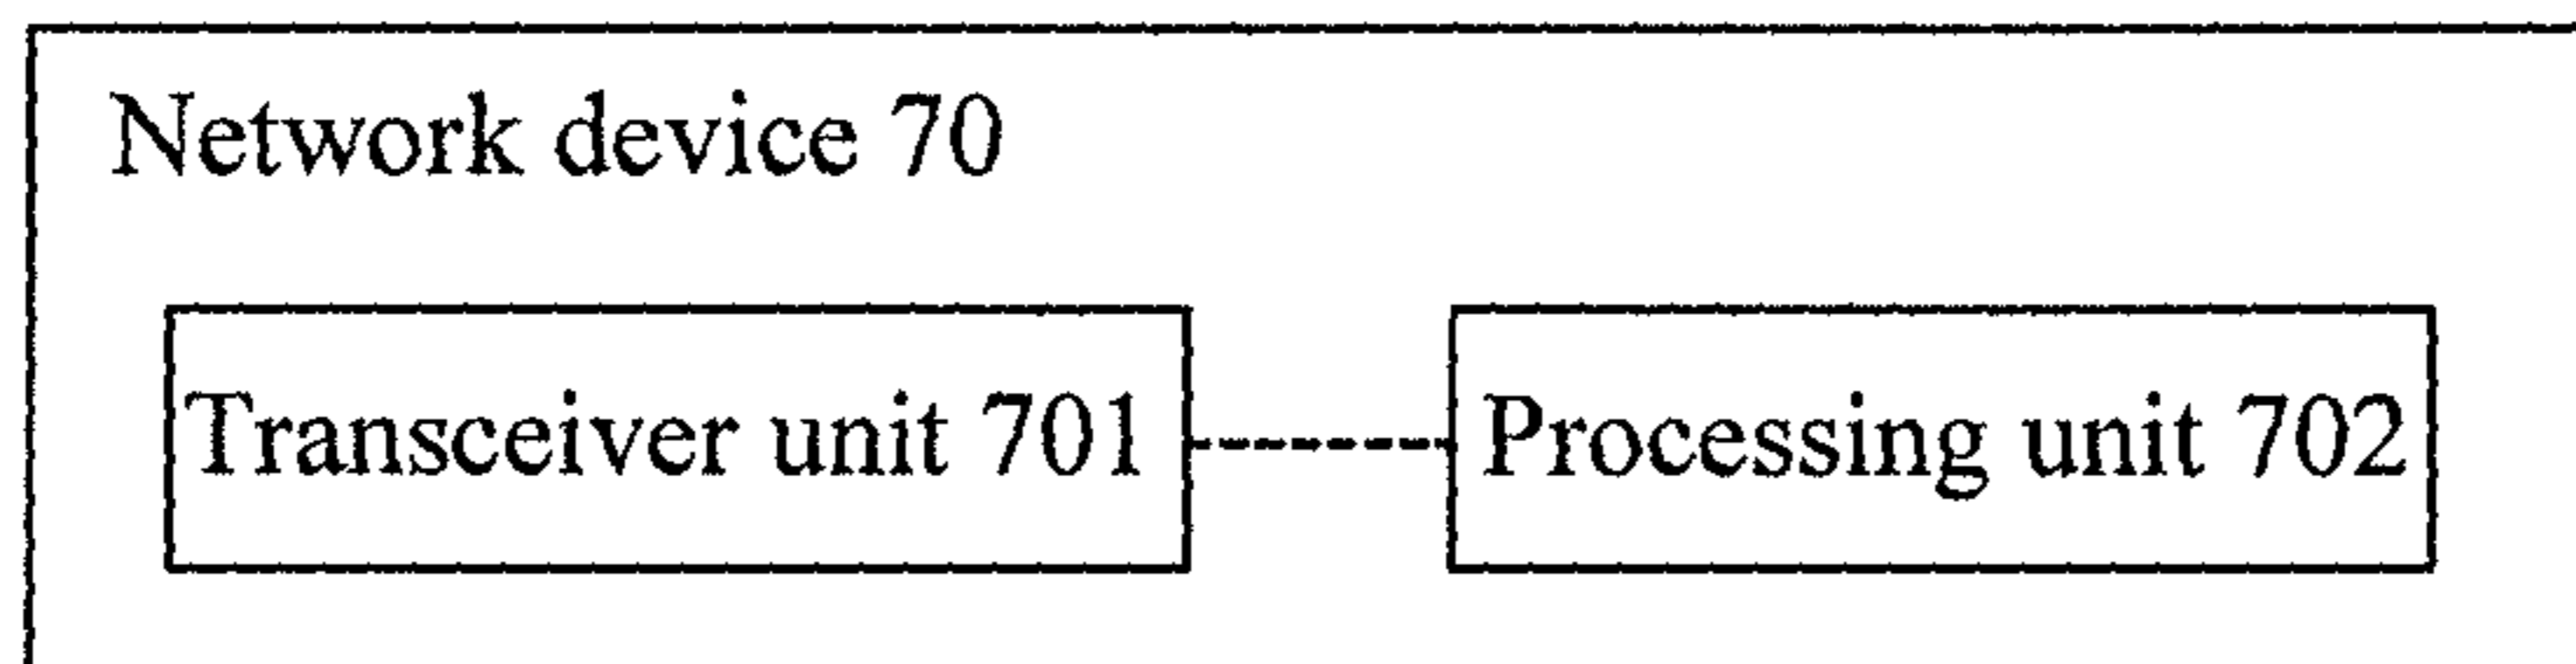 Network device 70
Transceiver unit 701
Processing unit 702